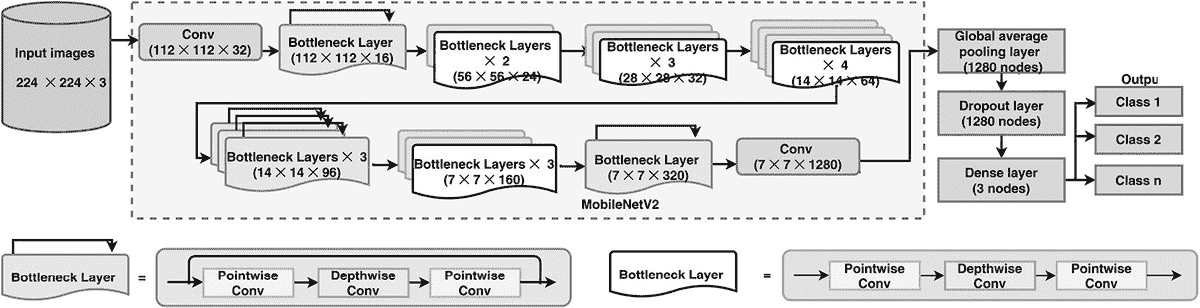 Input images
224 × 224 × 3
Conv
(112 × 112 × 32)
Bottleneck Layer
(112 × 112 × 16)
Bottleneck Layers
× 2
(56 × 56 × 24)
Bottleneck Layers
× 3
(28 × 28 × 32)
Bottleneck Layers
× 4
(14 × 14 × 64)
Global average
pooling layer
(1280 nodes)
Dropout layer
(1280 nodes)
Dense layer
(3 nodes)
Outpu
Class 1
Class 2
Class n
Bottleneck Layers × 3
(14 × 14 × 96)
Bottleneck Layers × 3
(7 × 7 × 160)
Bottleneck Layer
(7 × 7 × 320)
Conv
(7 × 7 × 1280)
MobileNetV2
Bottleneck Layer
=
Pointwise
Conv
Depthwise
Conv
Pointwise
Conv
Bottleneck Layer
=
Pointwise
Conv
Depthwise
Conv
Pointwise
Conv